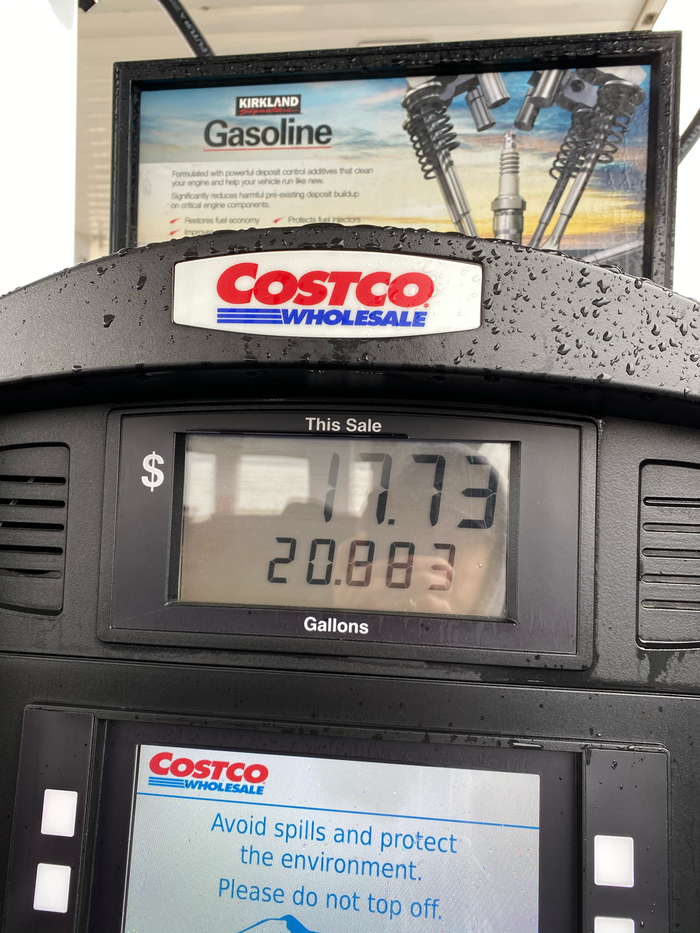 KIRKLAND
Signature
Gasoline
Formulated with powerful deposit control additives that clean
your engine and help your vehicle run like new.
Significantly reduces harmful pre-existing deposit buildup
on critical engine components.
Restores fuel economy Protects fuel injectors
COSTCO
WHOLESALE
This Sale
$ 17.73
20.883
Gallons
COSTCO
WHOLESALE
Avoid spills and protect
the environment.
Please do not top off.